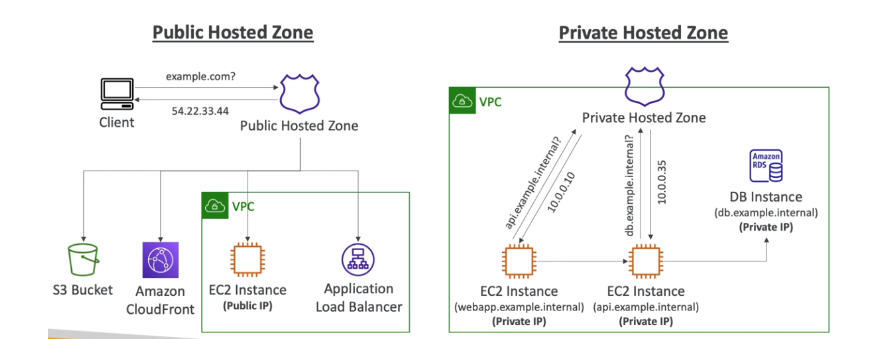 Public Hosted Zone
example.com?
54.22.33.44
Client
Public Hosted Zone
VPC
S3 Bucket
Amazon
CloudFront
EC2 Instance
(Public IP)
Application
Load Balancer
Private Hosted Zone
VPC
Private Hosted Zone
api.example.internal?
10.0.0.10
db.example.internal?
10.0.0.35
Amazon
RDS
DB Instance
(db.example.internal)
(Private IP)
EC2 Instance
(webapp.example.internal)
(Private IP)
EC2 Instance
(api.example.internal)
(Private IP)